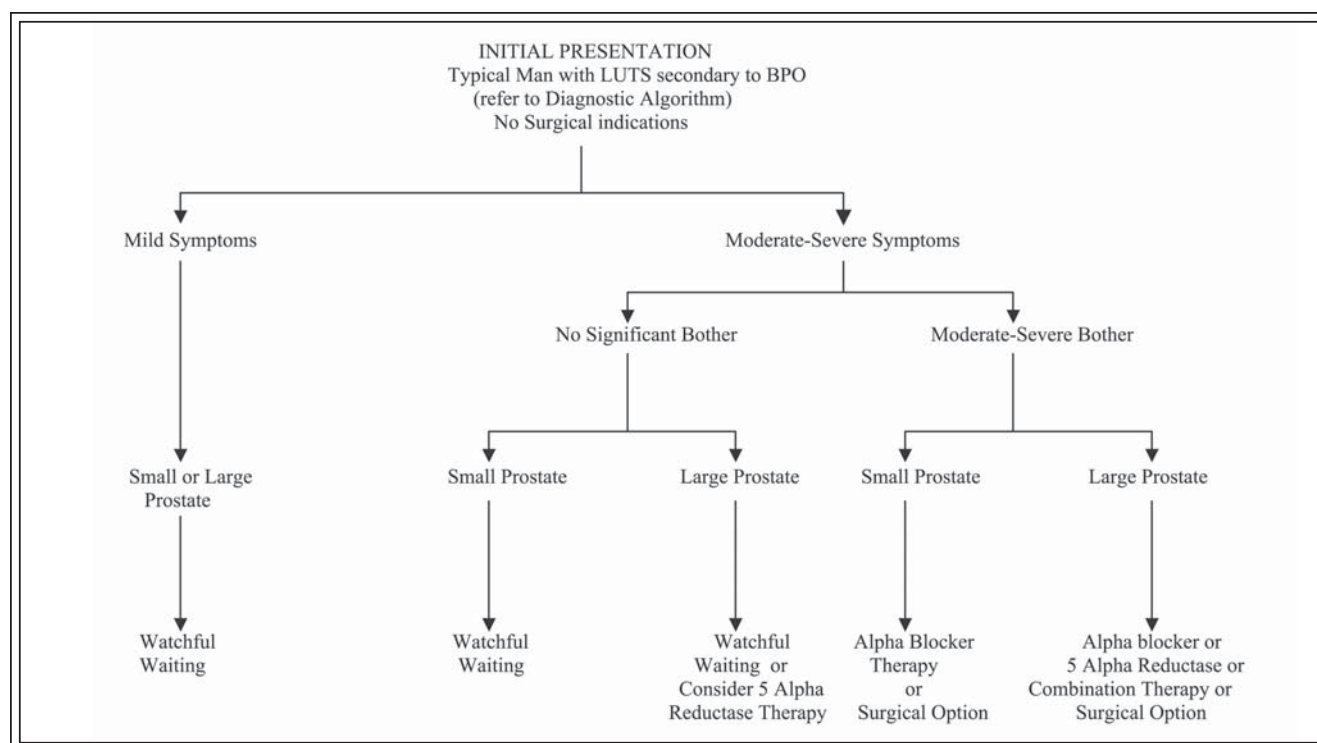 INITIAL PRESENTATION
Typical Man with LUTS secondary to BPO
(refer to Diagnostic Algorithm)
No Surgical indications
Mild Symptoms
Moderate-Severe Symptoms
No Significant Bother
Moderate-Severe Bother
Small or Large
Prostate
Small Prostate
Large Prostate
Small Prostate
Large Prostate
Watchful
Waiting
Watchful
Waiting
Watchful
Waiting or
Consider 5 Alpha
Reductase Therapy
Alpha Blocker
Therapy
or
Surgical Option
Alpha blocker or
5 Alpha Reductase or
Combination Therapy or
Surgical Option